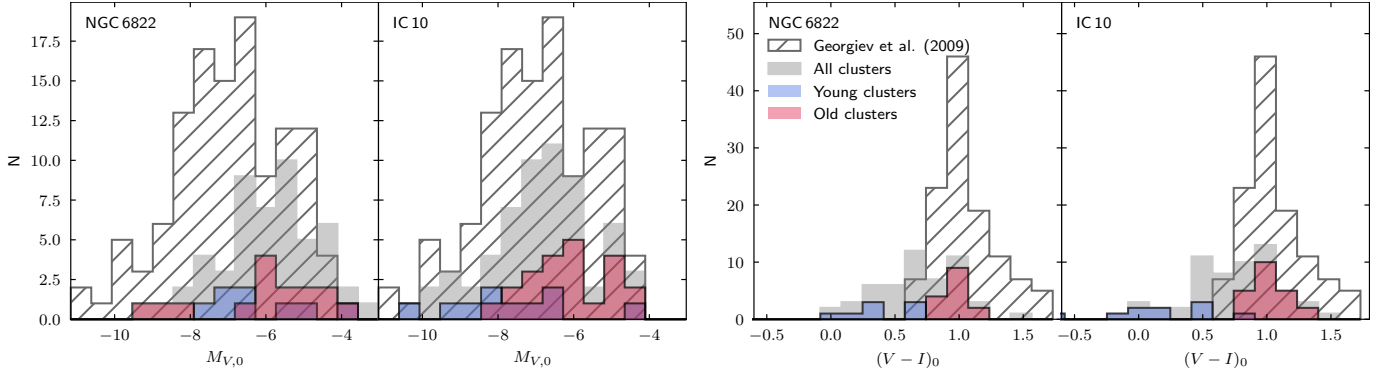 NGC 6822
IC 10
17.5
15.0
12.5
10.0
7.5
5.0
2.5
0.0
N
−10
−8
−6
−4
−10
−8
−6
−4
M_{V,0}
M_{V,0}
NGC 6822
IC 10
Georgiev et al. (2009)
All clusters
Young clusters
Old clusters
50
40
30
20
10
0
N
−0.5
0.0
0.5
1.0
1.5
−0.5
0.0
0.5
1.0
1.5
(V − I)_0
(V − I)_0